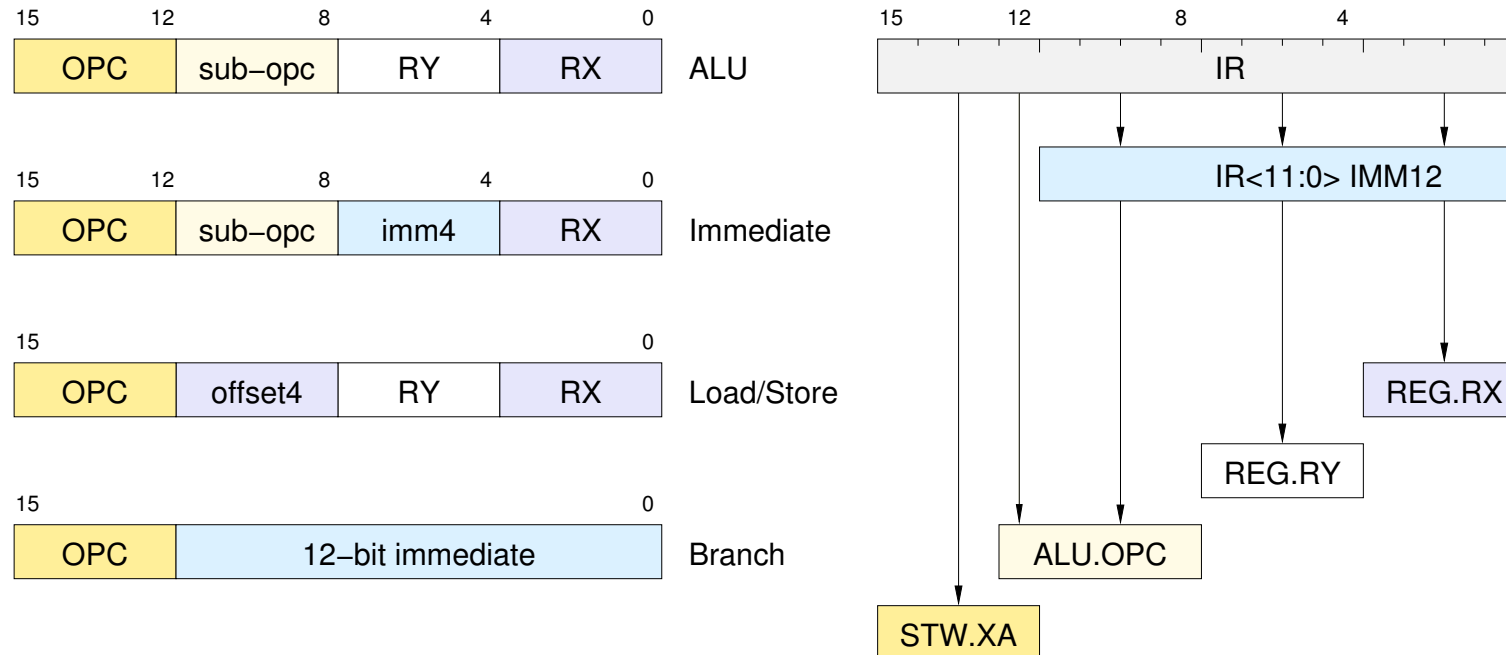 15 12 8 4 0
OPC sub-opc RY RX ALU
15 12 8 4 0
OPC sub-opc imm4 RX Immediate
15 0
OPC offset4 RY RX Load/Store
15 0
OPC 12-bit immediate Branch
15 12 8 4
IR
IR<11:0> IMM12
REG.RX
REG.RY
ALU.OPC
STW.XA